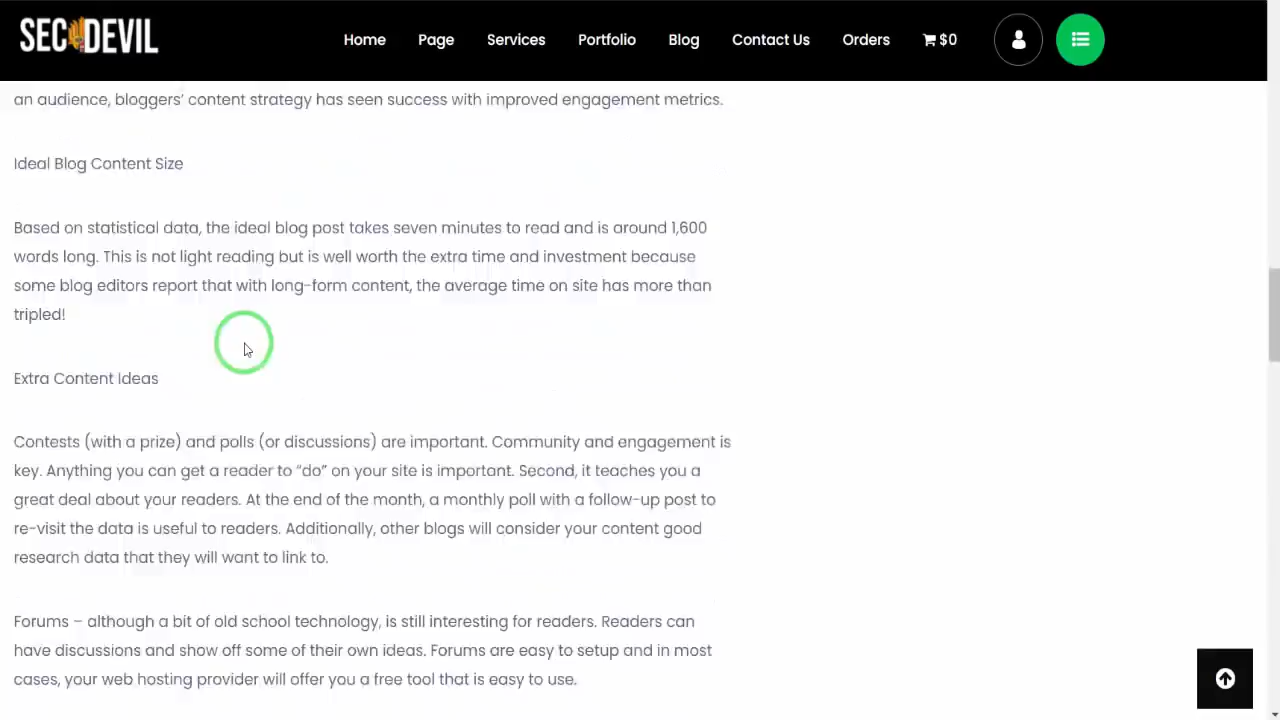 SEC DEVIL
Home Page Services Portfolio Blog Contact Us Orders $0
an audience, bloggers’ content strategy has seen success with improved engagement metrics.
Ideal Blog Content Size
Based on statistical data, the ideal blog post takes seven minutes to read and is around 1,600
words long. This is not light reading but is well worth the extra time and investment because
some blog editors report that with long-form content, the average time on site has more than
tripled!
Extra Content Ideas
Contests (with a prize) and polls (or discussions) are important. Community and engagement is
key. Anything you can get a reader to “do” on your site is important. Second, it teaches you a
great deal about your readers. At the end of the month, a monthly poll with a follow-up post to
re-visit the data is useful to readers. Additionally, other blogs will consider your content good
research data that they will want to link to.
Forums – although a bit of old school technology, is still interesting for readers. Readers can
have discussions and show off some of their own ideas. Forums are easy to setup and in most
cases, your web hosting provider will offer you a free tool that is easy to use.